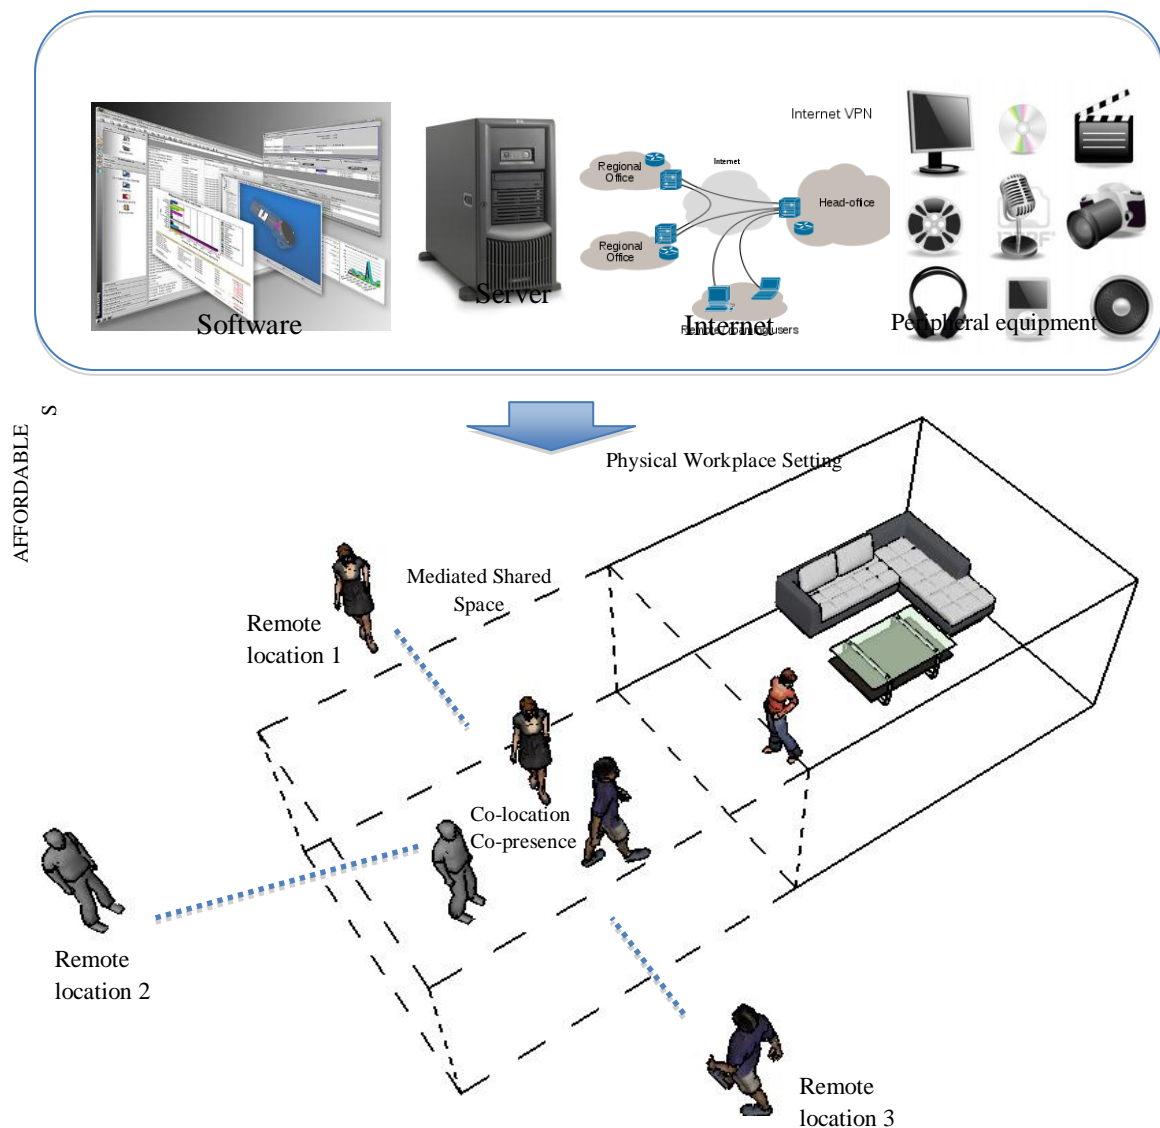 Internet VPN
Internet
Regional
Office
Head-office
Regional
Office
Software
Server
Internet
Peripheral equipment
S
AFFORDABLE
Physical Workplace Setting
Mediated Shared
Space
Remote
location 1
Co-location
Co-presence
Remote
location 2
Remote
location 3